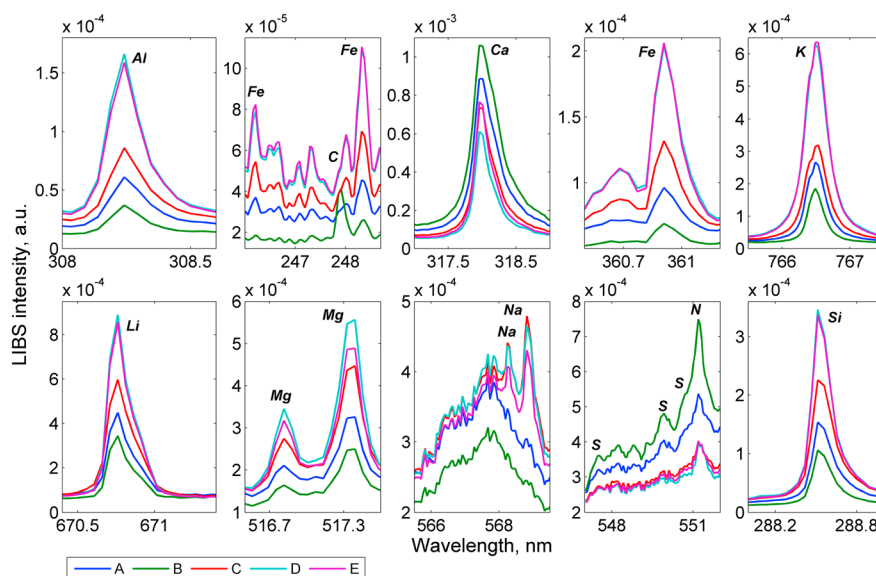 LIBS intensity, a.u.
x 10⁻⁴ x 10⁻⁵ x 10⁻³ x 10⁻⁴ x 10⁻⁴
1.5
1
0.5
0
Al
308 308.5
10
8
6
4
2
Fe Fe
C
247 248
1.2
0.9
0.6
0.3
0
Ca
317.5 318.5
2
1.5
1
Fe
360.7 361
6
4
2
0
K
766 767
x 10⁻⁴ x 10⁻⁴ x 10⁻⁴ x 10⁻⁴ x 10⁻⁴
8
6
4
2
0
Li
670.5 671
6
5
4
3
2
1
Mg
Mg
516.7 517.3
5
4
3
2
Na
Na
566 568
8
7
6
5
4
3
2
N
S
S
S
548 551
3
2
1
0
Si
288.2 288.8
Wavelength, nm
A B C D E